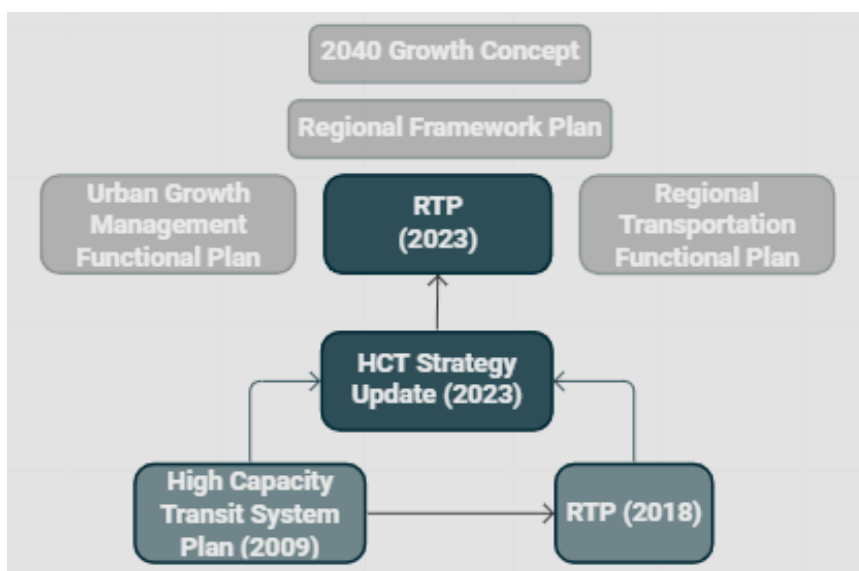 2040 Growth Concept
Regional Framework Plan
Urban Growth
Management
Functional Plan
RTP
(2023)
Regional
Transportation
Functional Plan
HCT Strategy
Update (2023)
High Capacity
Transit System
Plan (2009)
RTP (2018)